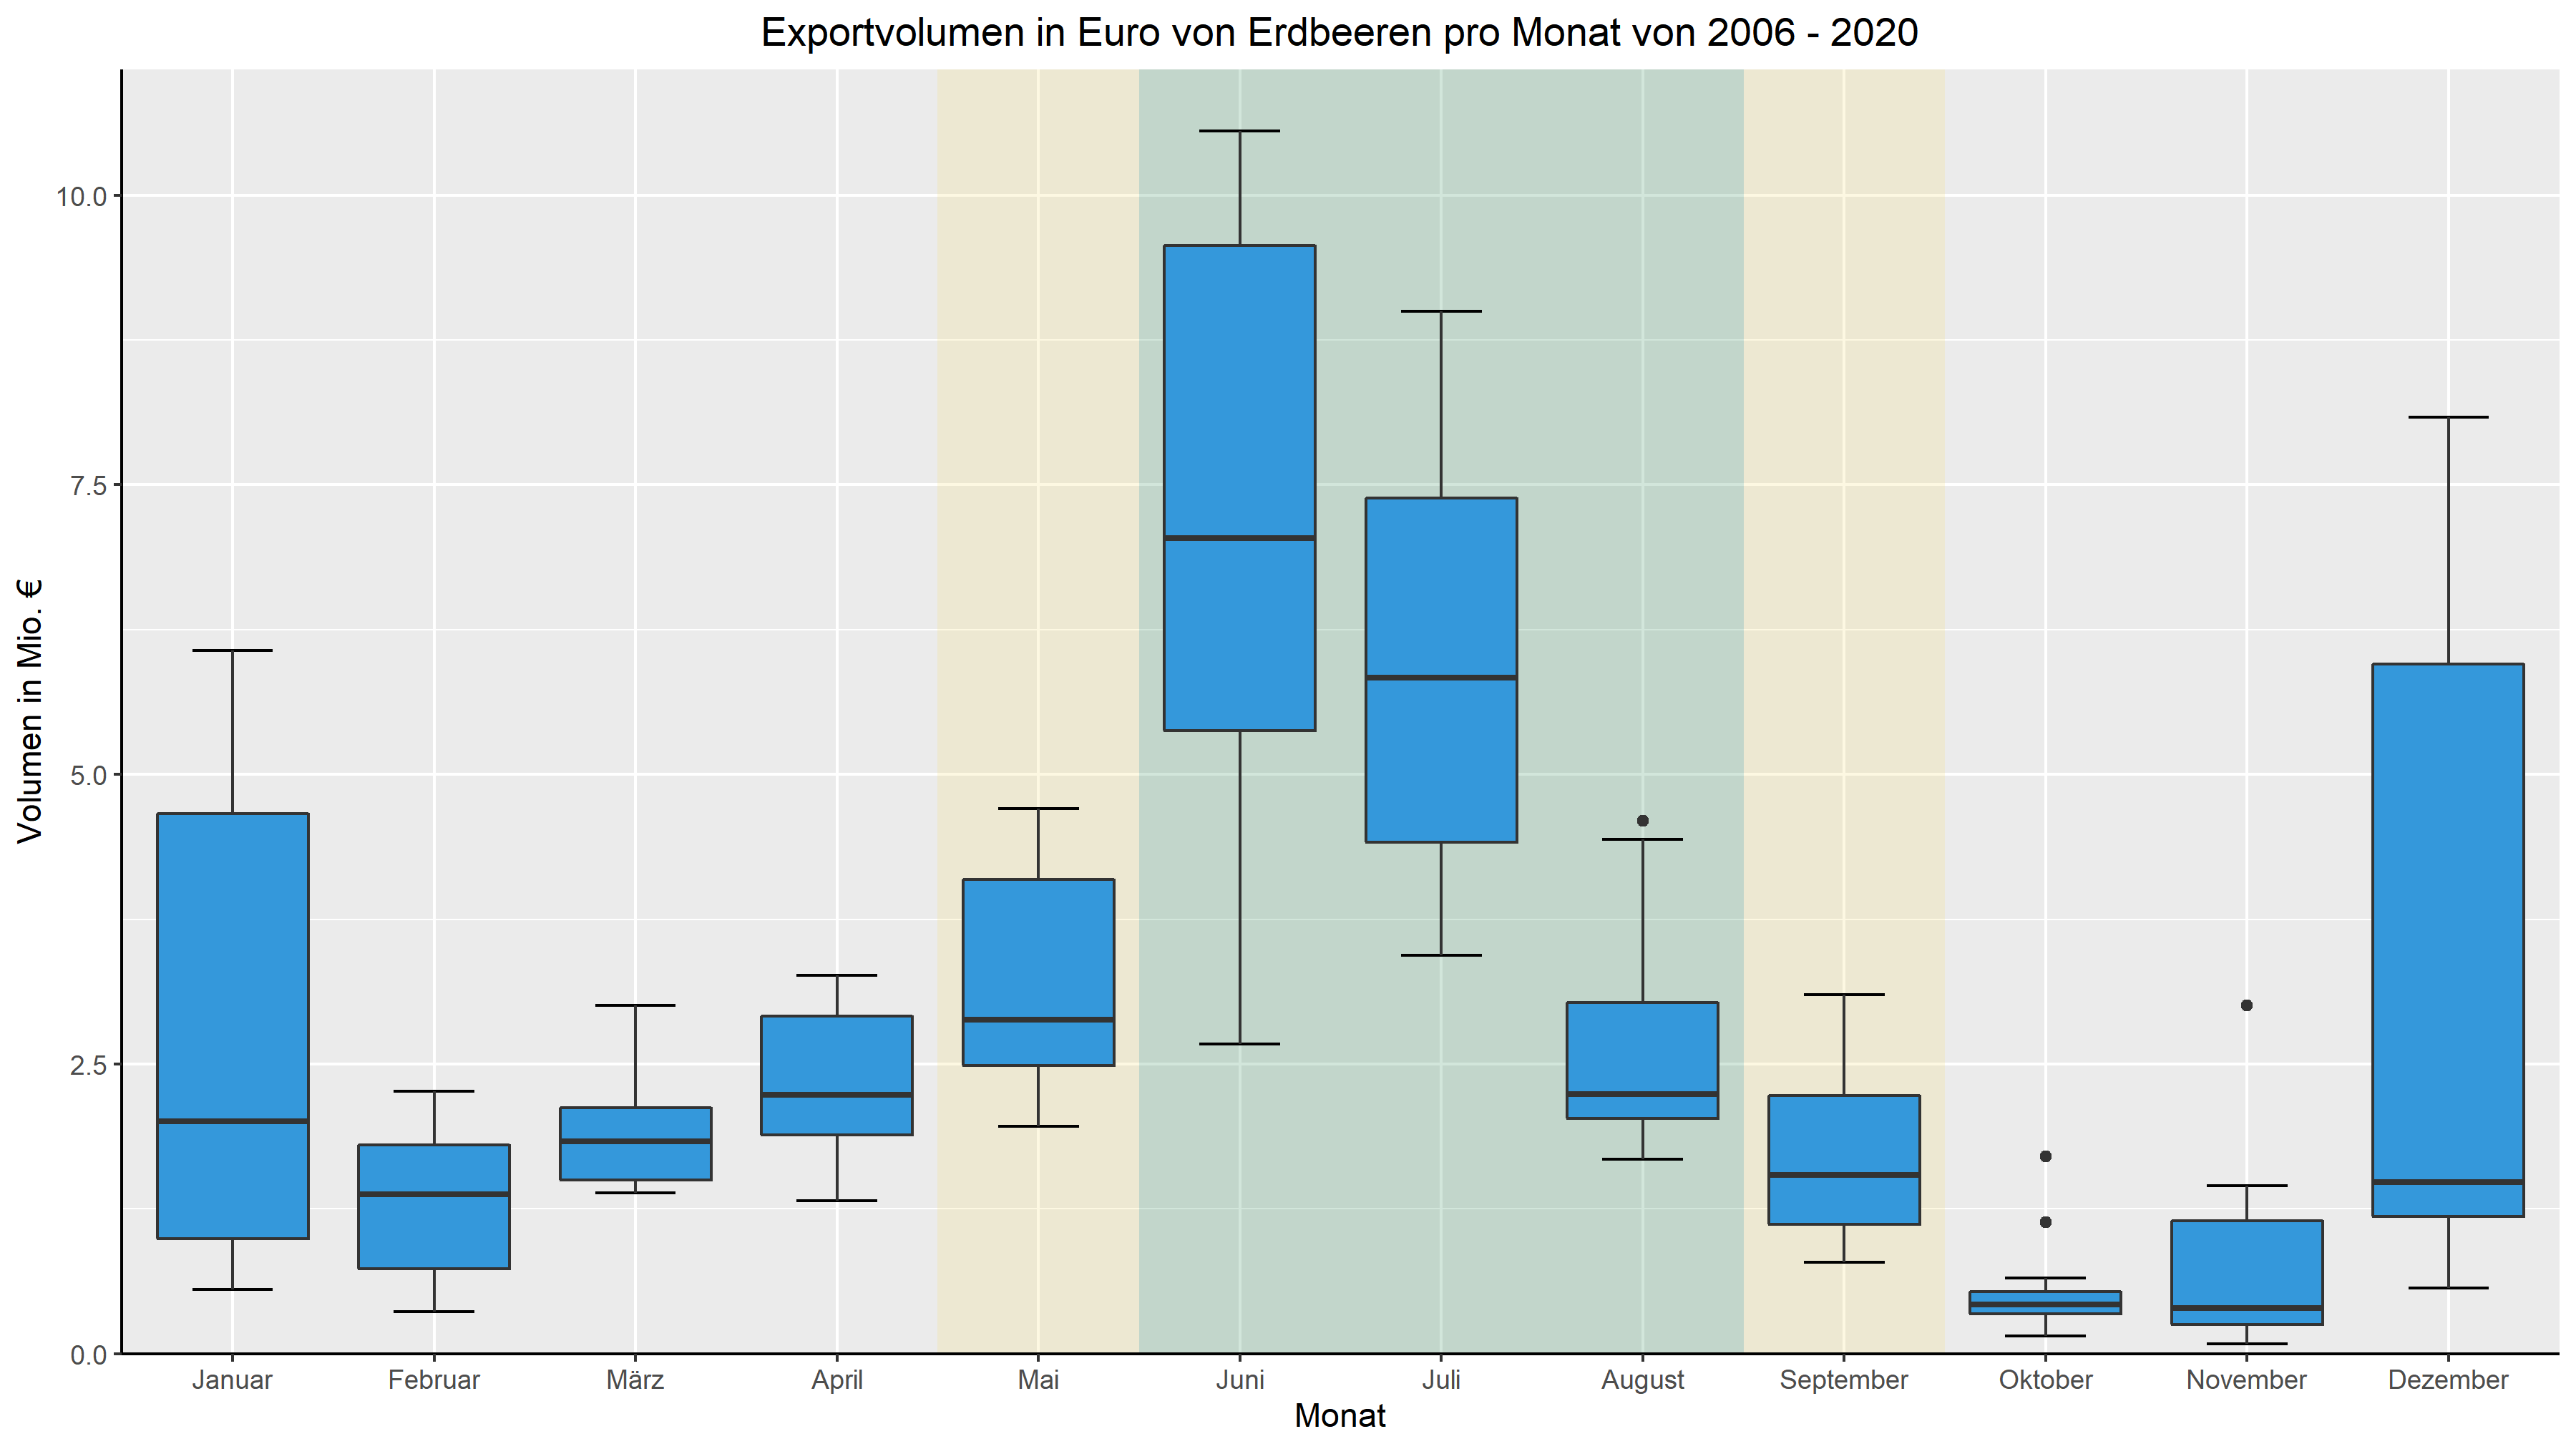 Exportvolumen in Euro von Erdbeeren pro Monat von 2006 - 2020
Volumen in Mio. €
10.0
7.5
5.0
2.5
0.0
Januar Februar März April Mai Juni Juli August September Oktober November Dezember
Monat